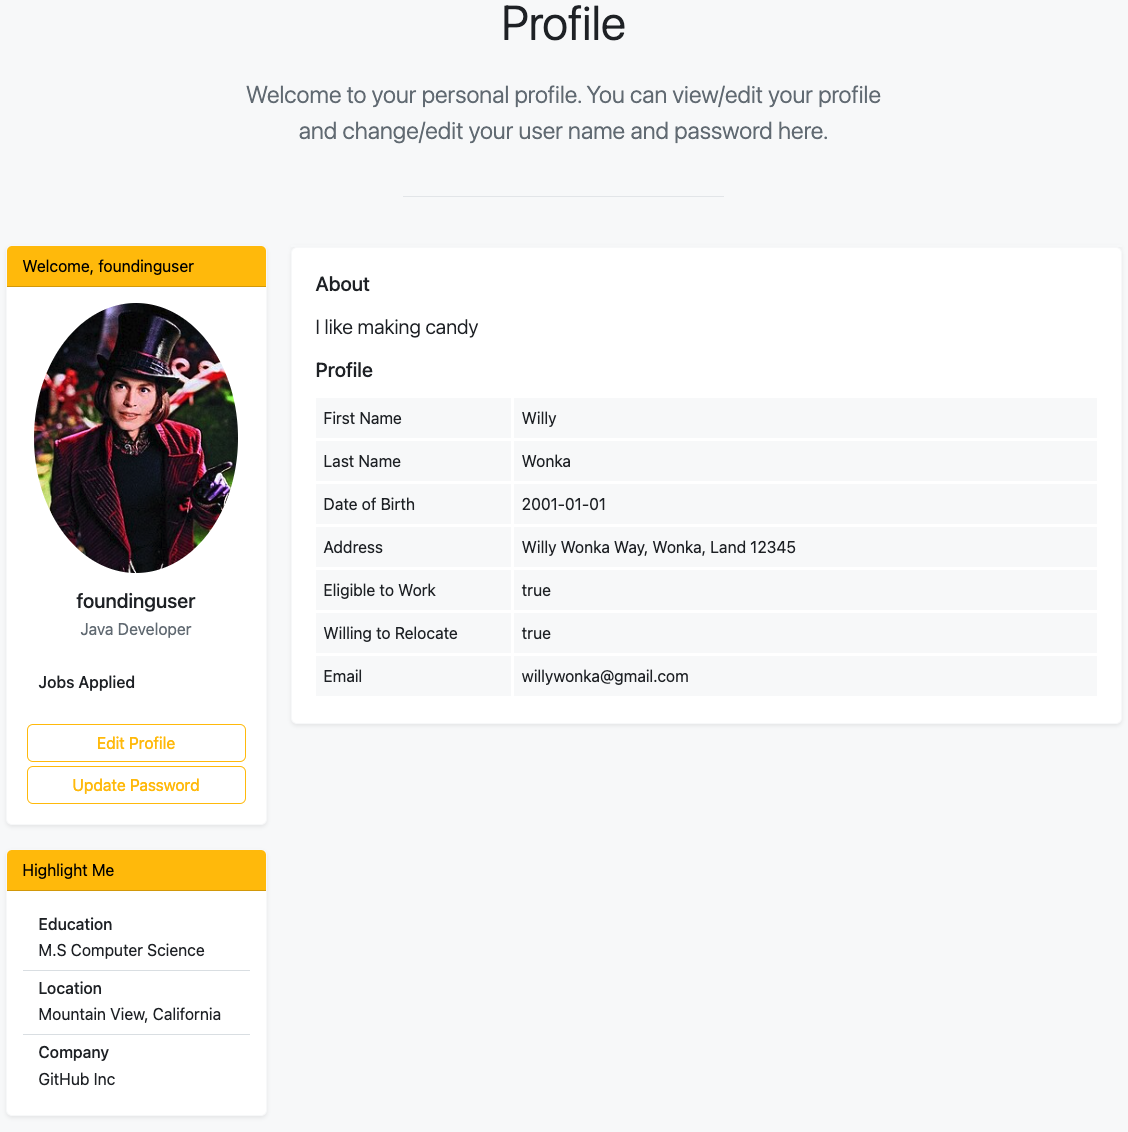 Profile
Welcome to your personal profile. You can view/edit your profile
and change/edit your user name and password here.
Welcome, foundinguser
foundinguser
Java Developer
Jobs Applied
Edit Profile
Update Password
Highlight Me
Education
M.S Computer Science
Location
Mountain View, California
Company
GitHub Inc
About
I like making candy
Profile
First Name Willy
Last Name Wonka
Date of Birth 2001-01-01
Address Willy Wonka Way, Wonka, Land 12345
Eligible to Work true
Willing to Relocate true
Email willywonka@gmail.com